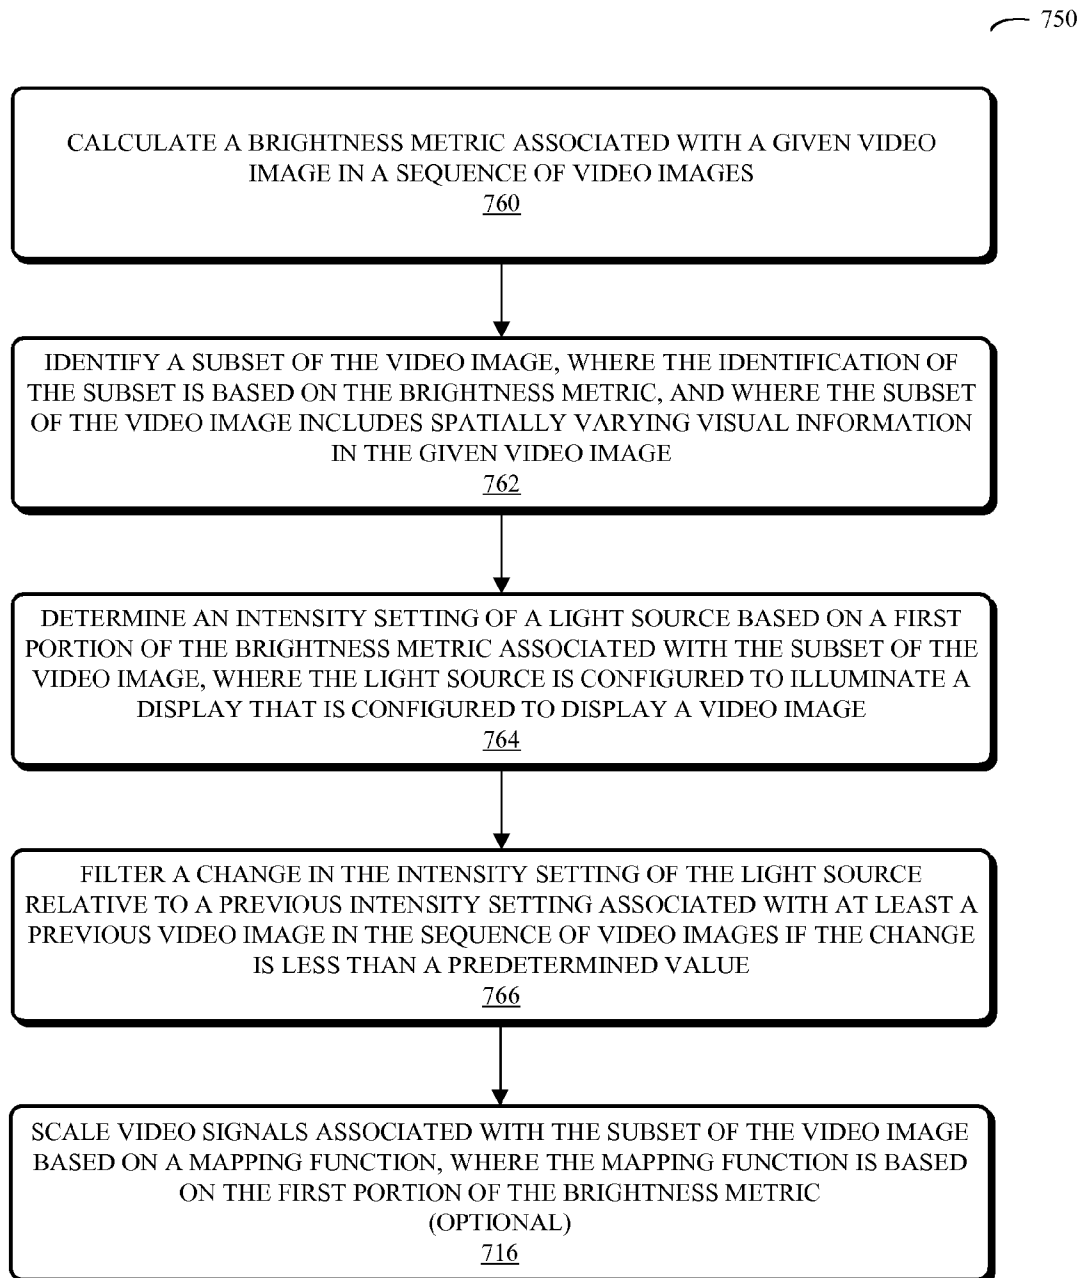 750
CALCULATE A BRIGHTNESS METRIC ASSOCIATED WITH A GIVEN VIDEO
IMAGE IN A SEQUENCE OF VIDEO IMAGES
760
IDENTIFY A SUBSET OF THE VIDEO IMAGE, WHERE THE IDENTIFICATION OF
THE SUBSET IS BASED ON THE BRIGHTNESS METRIC, AND WHERE THE SUBSET
OF THE VIDEO IMAGE INCLUDES SPATIALLY VARYING VISUAL INFORMATION
IN THE GIVEN VIDEO IMAGE
762
DETERMINE AN INTENSITY SETTING OF A LIGHT SOURCE BASED ON A FIRST
PORTION OF THE BRIGHTNESS METRIC ASSOCIATED WITH THE SUBSET OF THE
VIDEO IMAGE, WHERE THE LIGHT SOURCE IS CONFIGURED TO ILLUMINATE A
DISPLAY THAT IS CONFIGURED TO DISPLAY A VIDEO IMAGE
764
FILTER A CHANGE IN THE INTENSITY SETTING OF THE LIGHT SOURCE
RELATIVE TO A PREVIOUS INTENSITY SETTING ASSOCIATED WITH AT LEAST A
PREVIOUS VIDEO IMAGE IN THE SEQUENCE OF VIDEO IMAGES IF THE CHANGE
IS LESS THAN A PREDETERMINED VALUE
766
SCALE VIDEO SIGNALS ASSOCIATED WITH THE SUBSET OF THE VIDEO IMAGE
BASED ON A MAPPING FUNCTION, WHERE THE MAPPING FUNCTION IS BASED
ON THE FIRST PORTION OF THE BRIGHTNESS METRIC
(OPTIONAL)
716